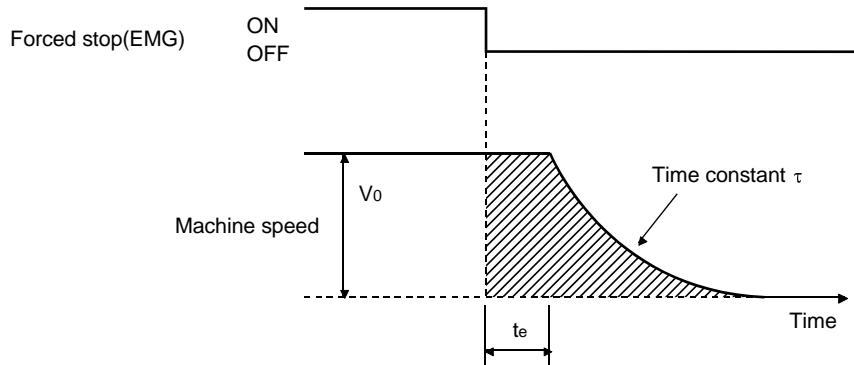 ON
Forced stop(EMG)
OFF
V0
Time constant τ
Machine speed
Time
te